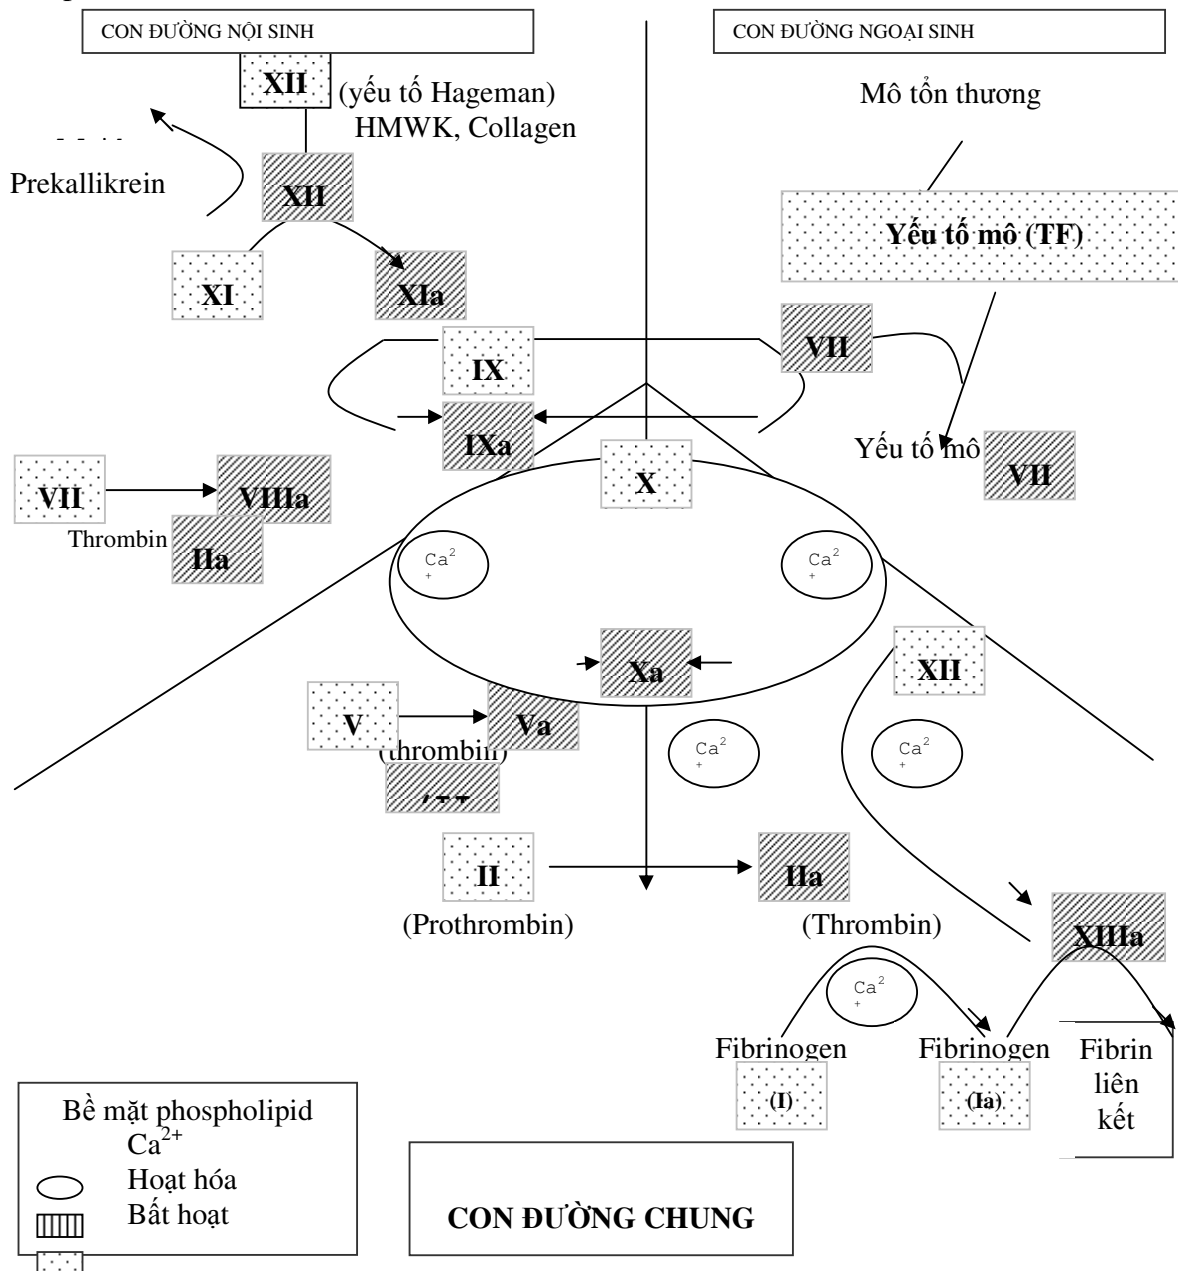 CON ĐƯỜNG NỘI SINH
CON ĐƯỜNG NGOẠI SINH
XII
(yếu tố Hageman)
HMWK, Collagen
Mô tổn thương
Prekallikrein
XII
Yếu tố mô (TF)
XI
XIa
VII
IX
IXa
Yếu tố mô
VII
X
VII
VIIIa
Thrombin
IIa
Ca2
+
Ca2
+
Xa
XII
V
Va
(thrombin)
Ca2
+
Ca2
+
II
IIa
(Prothrombin)
(Thrombin)
XIIIa
Ca2
+
Fibrinogen
(I)
Fibrinogen
(Ia)
Fibrin
liên
kết
Bề mặt phospholipid
Ca2+
Hoạt hóa
Bất hoạt
CON ĐƯỜNG CHUNG